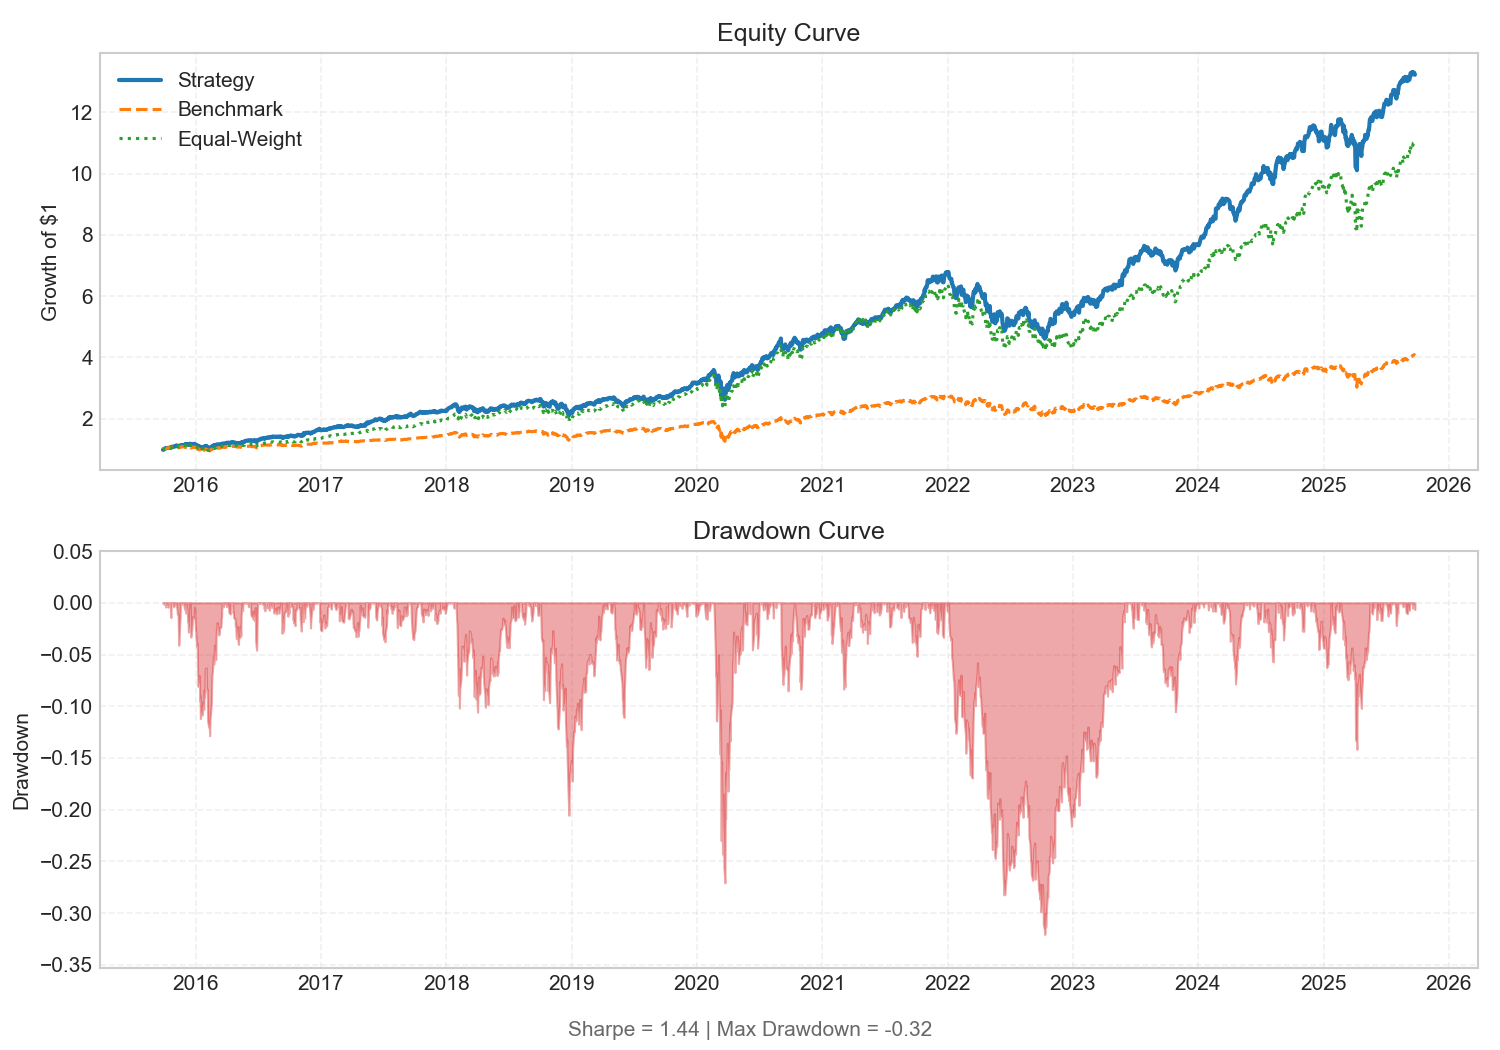 Equity Curve
Growth of $1
12
10
8
6
4
2
Strategy
Benchmark
Equal-Weight
2016 2017 2018 2019 2020 2021 2022 2023 2024 2025 2026
Drawdown Curve
Drawdown
0.05
0.00
−0.05
−0.10
−0.15
−0.20
−0.25
−0.30
−0.35
2016 2017 2018 2019 2020 2021 2022 2023 2024 2025 2026
Sharpe = 1.44 | Max Drawdown = -0.32